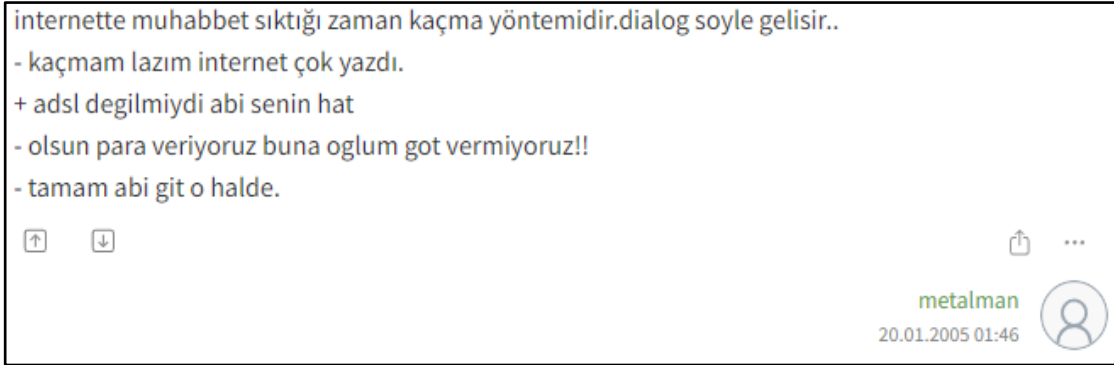 internette muhabbet sıktığı zaman kaçma yöntemidir.dialog soyle gelisir..
- kaçmam lazım internet çok yazdı.
+ adsl degilmiydi abi senin hat
- olsun para veriyoruz buna oglum got vermiyoruz!!
- tamam abi git o halde.
metalman
20.01.2005 01:46